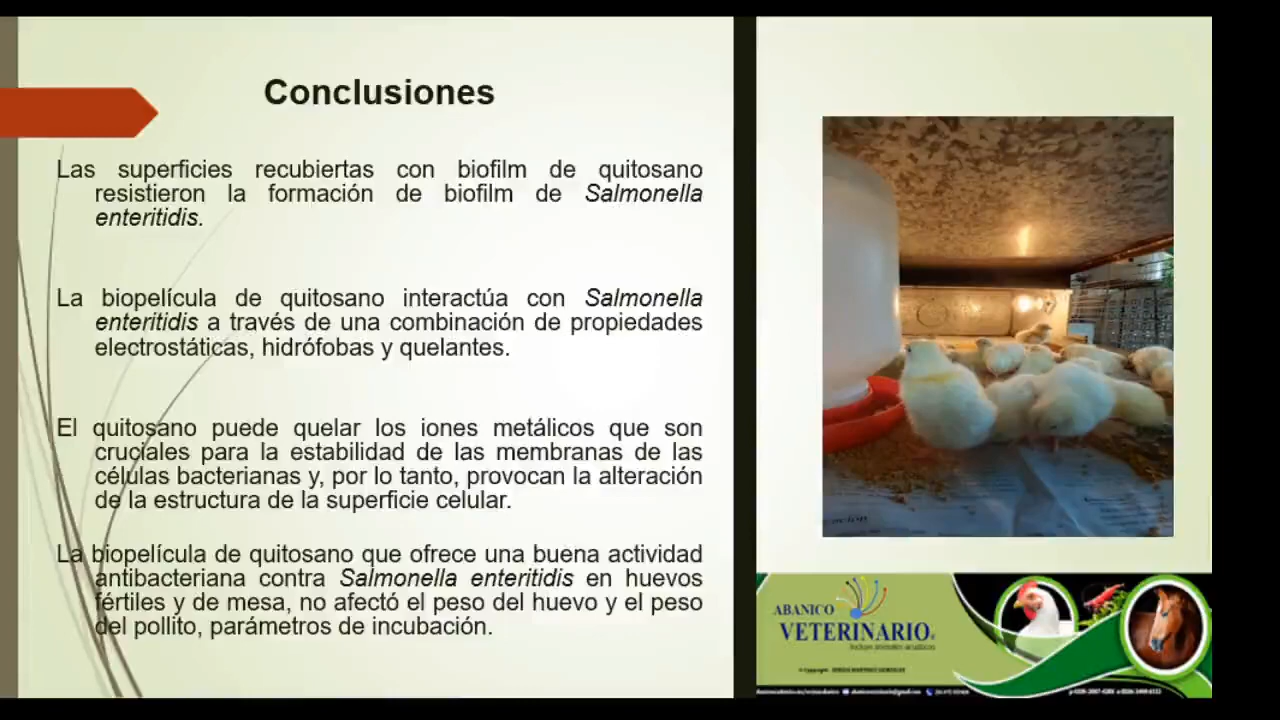 Conclusiones
Las superficies recubiertas con biofilm de quitosano
resistieron la formación de biofilm de Salmonella
enteritidis.
La biopelícula de quitosano interactúa con Salmonella
enteritidis a través de una combinación de propiedades
electrostáticas, hidrófobas y quelantes.
El quitosano puede quelar los iones metálicos que son
cruciales para la estabilidad de las membranas de las
células bacterianas y, por lo tanto, provocan la alteración
de la estructura de la superficie celular.
La biopelícula de quitosano que ofrece una buena actividad
antibacteriana contra Salmonella enteritidis en huevos
fértiles y de mesa, no afectó el peso del huevo y el peso
del pollito, parámetros de incubación.
ABANICO
VETERINARIO